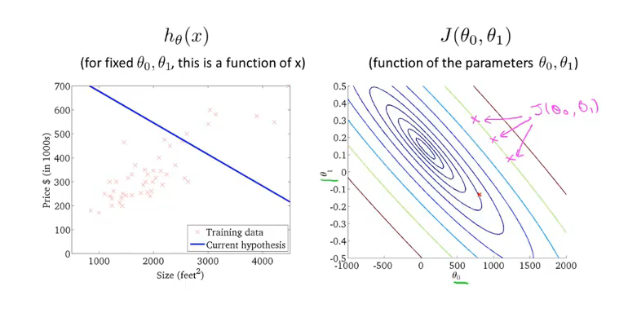 hθ(x)
(for fixed θ₀, θ₁, this is a function of x)
700
600
500
400
300
200
100
0
Price $ (in 1000s)
1000
2000
3000
4000
Size (feet²)
Training data
Current hypothesis
J(θ₀, θ₁)
(function of the parameters θ₀, θ₁)
0.5
0.4
0.3
0.2
0.1
0
-0.1
-0.2
-0.3
-0.4
-0.5
θ₁
-1000
-500
0
500
1000
1500
2000
θ₀
J(θ₀, θ₁)